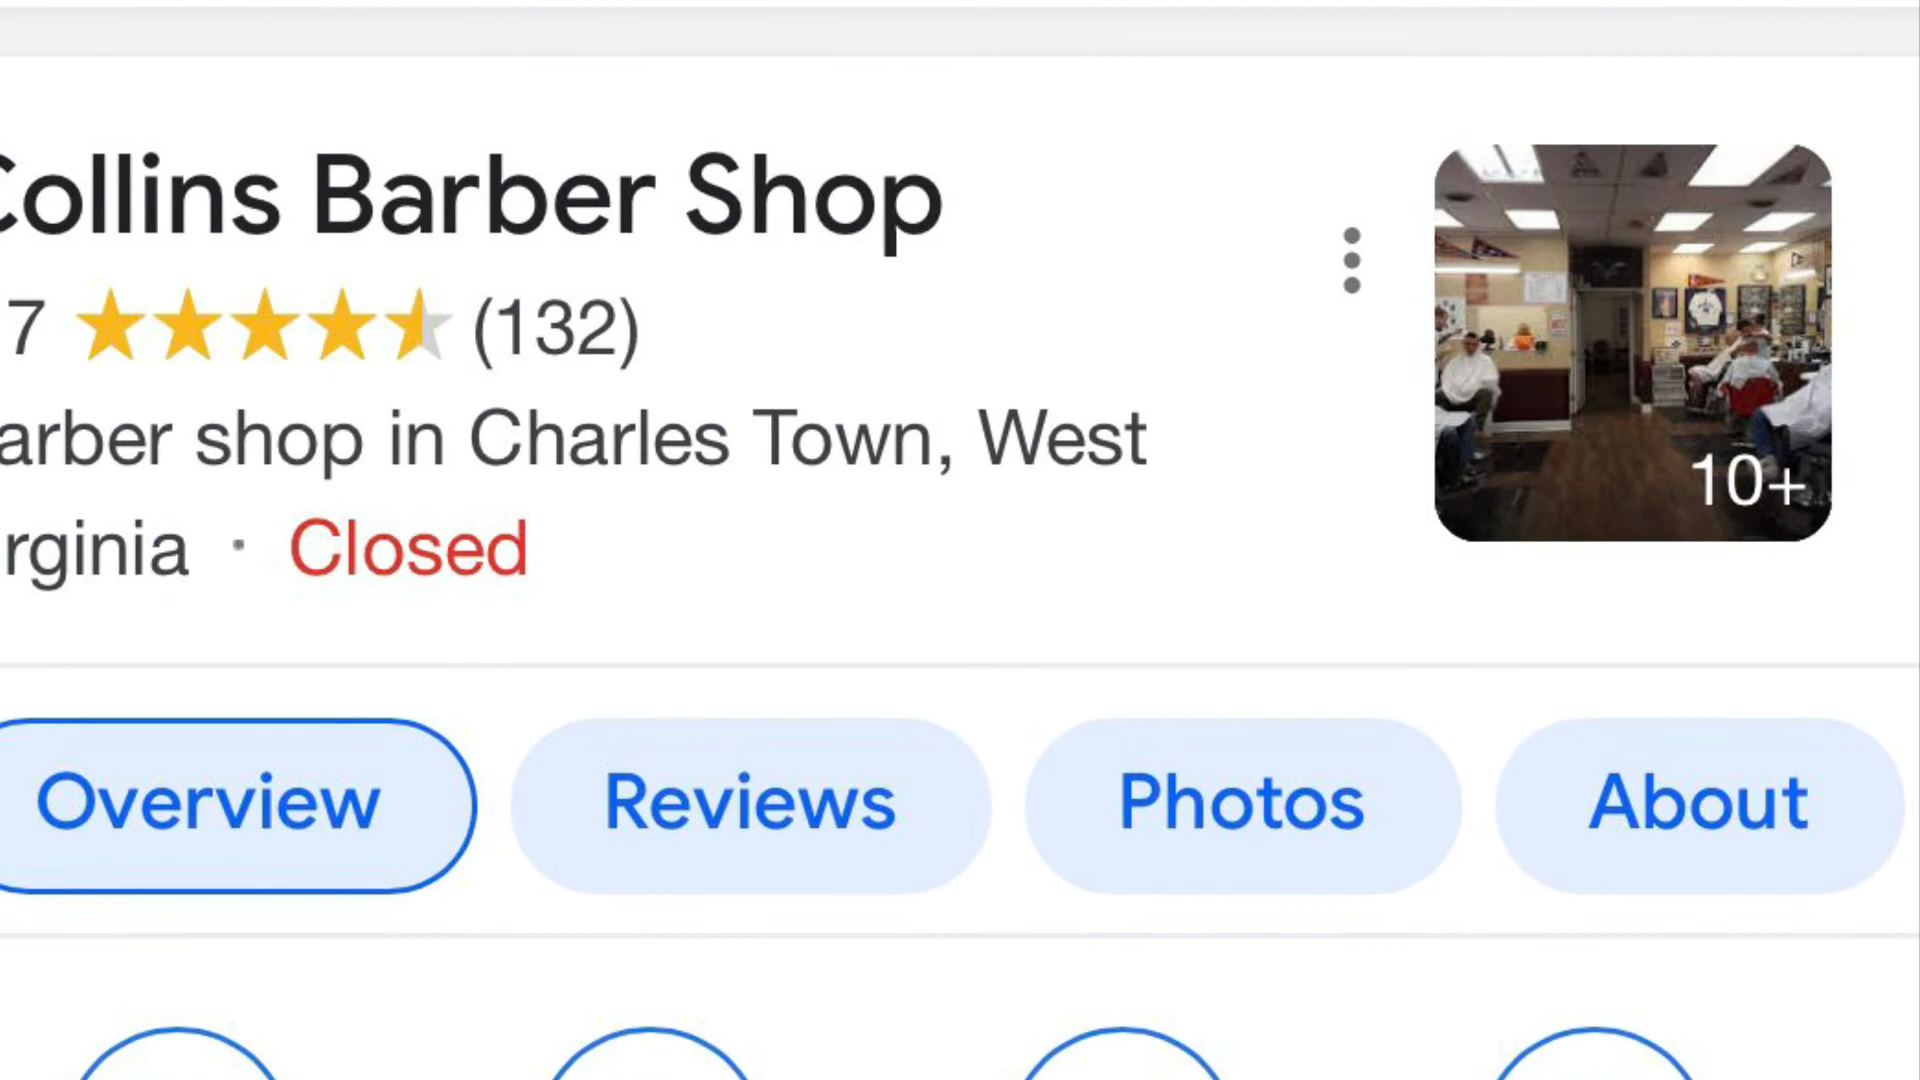 Collins Barber Shop
7 (132)
arber shop in Charles Town, West
rginia · Closed
10+
Overview Reviews Photos About